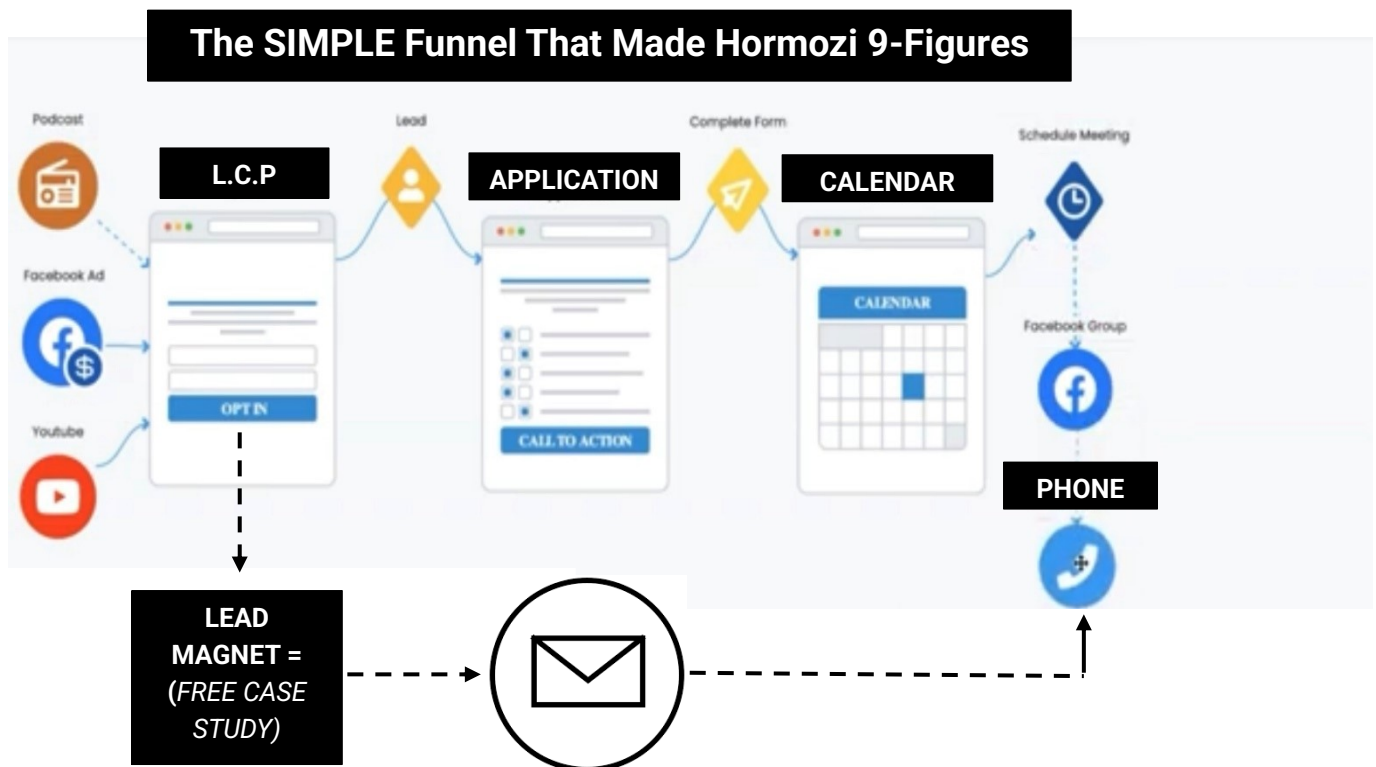 The SIMPLE Funnel That Made Hormozi 9-Figures
Podcast
Lead
Complete Form
Schedule Meeting
L.C.P
APPLICATION
CALENDAR
Facebook Ad
CALENDAR
Facebook Group
OPT IN
Youtube
CALL TO ACTION
PHONE
LEAD
MAGNET =
(FREE CASE
STUDY)